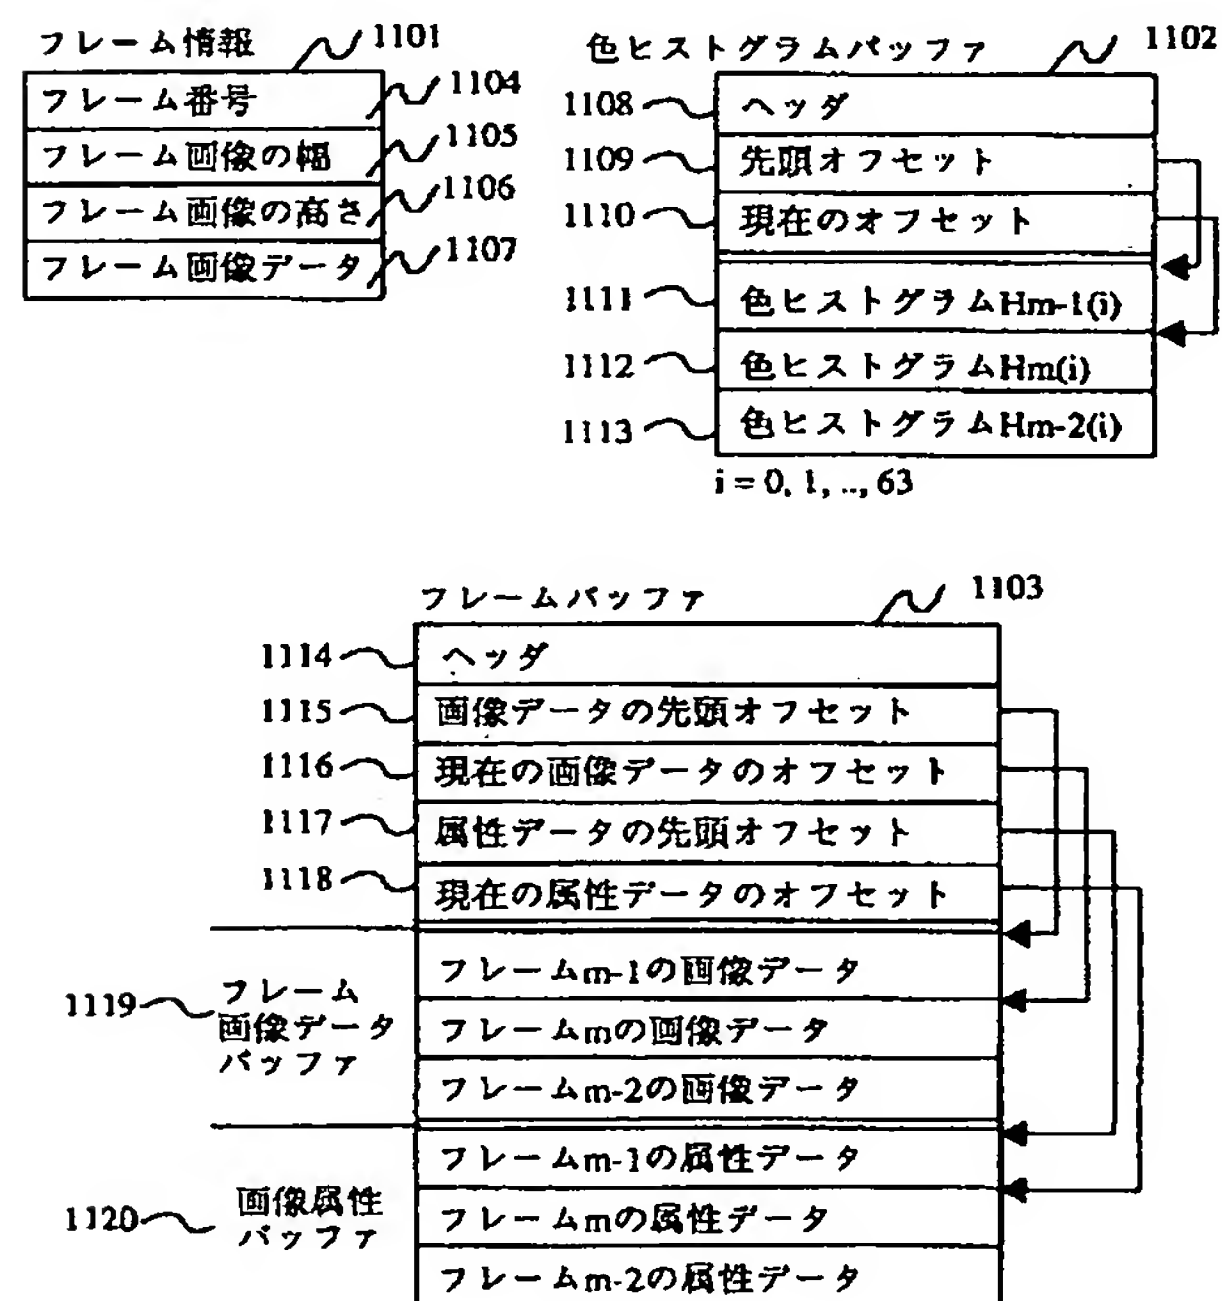 フレーム情報 1101
フレーム番号 1104
フレーム画像の幅 1105
フレーム画像の高さ 1106
フレーム画像データ 1107
色ヒストグラムバッファ 1102
1108 ヘッダ
1109 先頭オフセット
1110 現在のオフセット
1111 色ヒストグラムHm-1(i)
1112 色ヒストグラムHm(i)
1113 色ヒストグラムHm-2(i)
i = 0, 1, .., 63
フレームバッファ 1103
1114 ヘッダ
1115 画像データの先頭オフセット
1116 現在の画像データのオフセット
1117 属性データの先頭オフセット
1118 現在の属性データのオフセット
1119 フレーム
画像データ
バッファ
フレームm-1の画像データ
フレームmの画像データ
フレームm-2の画像データ
1120 画像属性
バッファ
フレームm-1の属性データ
フレームmの属性データ
フレームm-2の属性データ